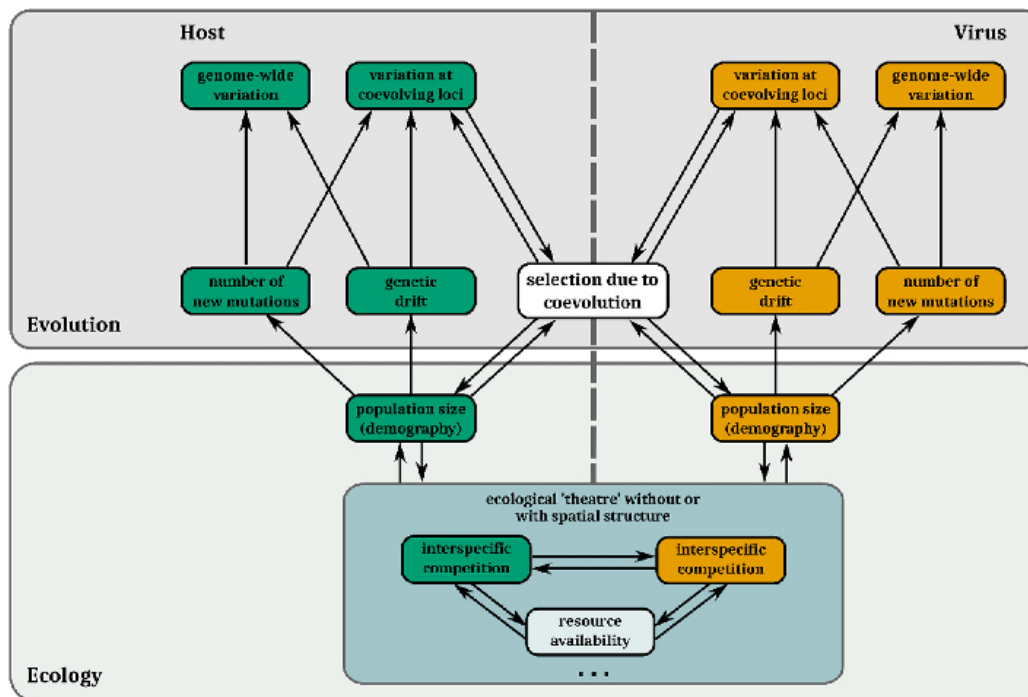 Host
Virus
genome-wide
variation
variation at
coevolving loci
variation at
coevolving loci
genome-wide
variation
number of
new mutations
genetic
drift
selection due to
coevolution
genetic
drift
number of
new mutations
Evolution
population size
(demography)
population size
(demography)
ecological 'theatre' without or
with spatial structure
interspecific
competition
interspecific
competition
resource
availability
...
Ecology